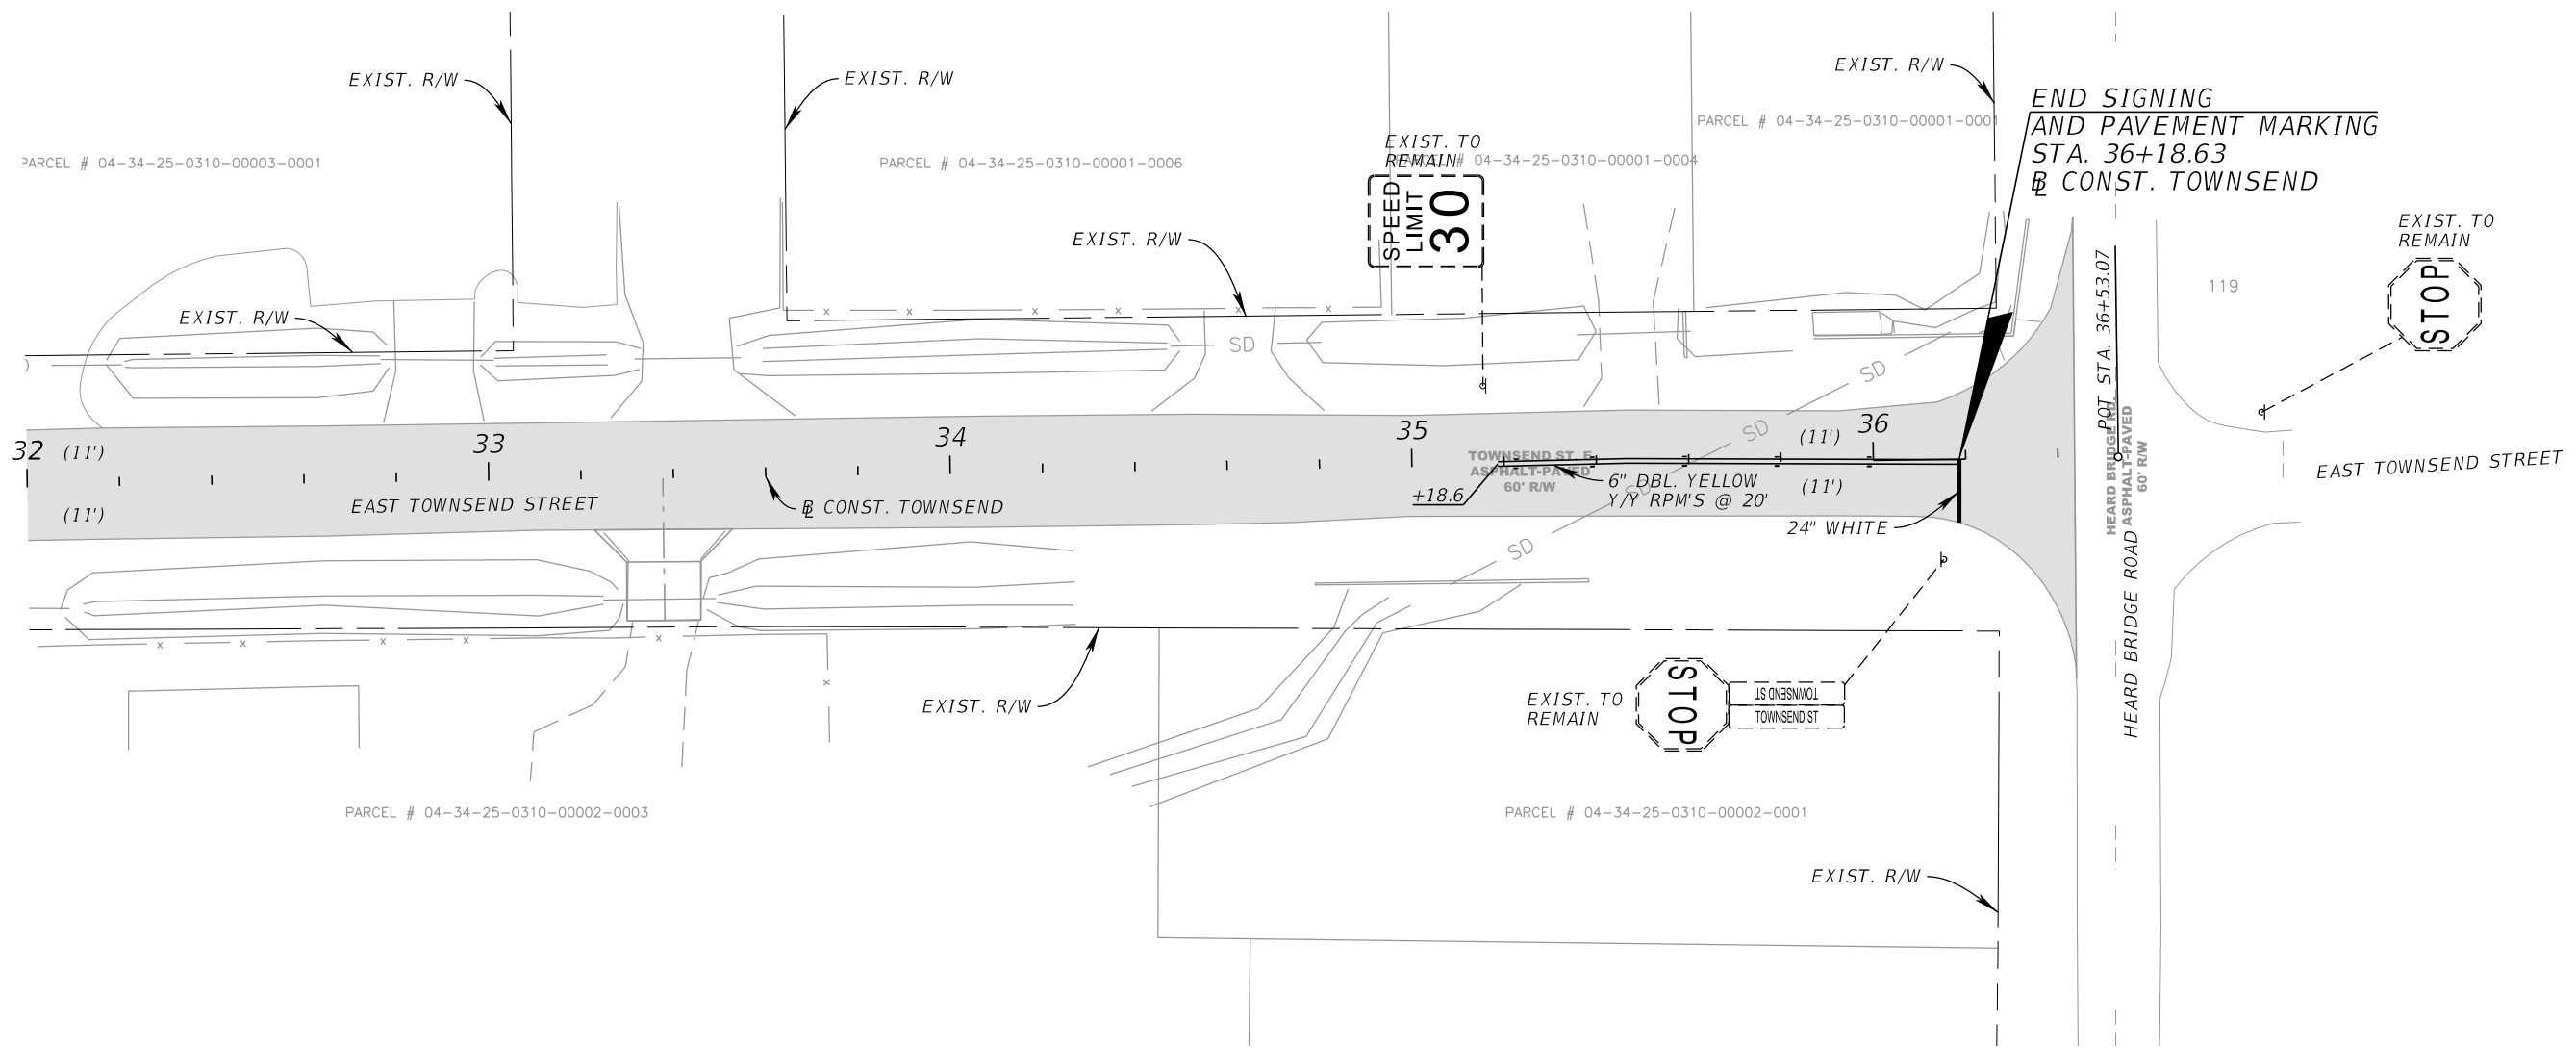 EXIST. R/W
EXIST. R/W
EXIST. R/W
END SIGNING
AND PAVEMENT MARKING
STA. 36+18.63
BL CONST. TOWNSEND
PARCEL # 04-34-25-0310-00001-0001
PARCEL # 04-34-25-0310-00003-0001
PARCEL # 04-34-25-0310-00001-0006
EXIST. TO
REMAIN
PARCEL # 04-34-25-0310-00001-0004
SPEED
LIMIT
30
EXIST. R/W
EXIST. TO
REMAIN
STOP
119
POT STA. 36+53.07
EXIST. R/W
SD
SD
SD
SD
SD
32
33
34
35
36
(11')
(11')
(11')
(11')
EAST TOWNSEND STREET
BL CONST. TOWNSEND
TOWNSEND ST. E
ASPHALT-PAVED
60' R/W
+18.6
6" DBL. YELLOW
Y/Y RPM'S @ 20'
24" WHITE
HEARD BRIDGE RD.
ASPHALT-PAVED
60' R/W
EAST TOWNSEND STREET
HEARD BRIDGE ROAD
EXIST. R/W
EXIST. TO
REMAIN
STOP
TOWNSEND ST
TOWNSEND ST
PARCEL # 04-34-25-0310-00002-0003
PARCEL # 04-34-25-0310-00002-0001
EXIST. R/W